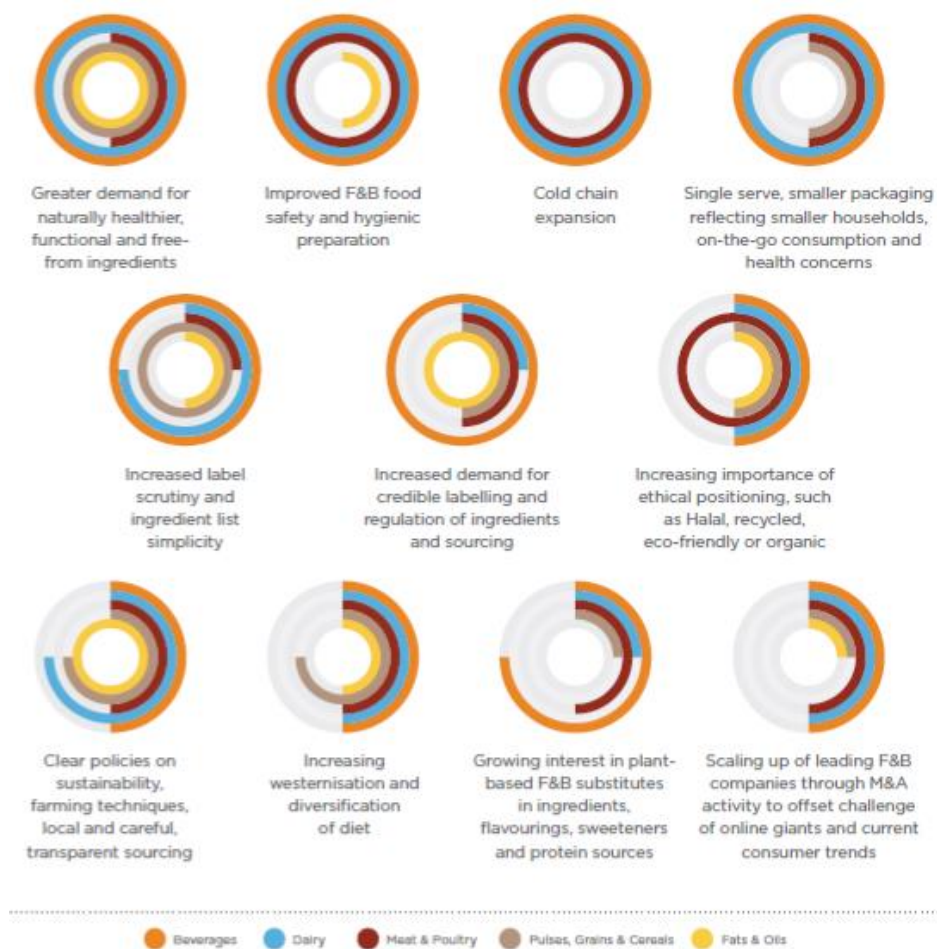 Greater demand for
naturally healthier,
functional and free-
from ingredients
Improved F&B food
safety and hygienic
preparation
Cold chain
expansion
Single serve, smaller packaging
reflecting smaller households,
on-the-go consumption and
health concerns
Increased label
scrutiny and
ingredient list
simplicity
Increased demand for
credible labelling and
regulation of ingredients
and sourcing
Increasing importance of
ethical positioning, such
as Halal, recycled,
eco-friendly or organic
Clear policies on
sustainability,
farming techniques,
local and careful,
transparent sourcing
Increasing
westernisation and
diversification
of diet
Growing interest in plant-
based F&B substitutes
in ingredients,
flavourings, sweeteners
and protein sources
Scaling up of leading F&B
companies through M&A
activity to offset challenge
of online giants and current
consumer trends
Beverages
Dairy
Meat & Poultry
Pulses, Grains & Cereals
Fats & Oils